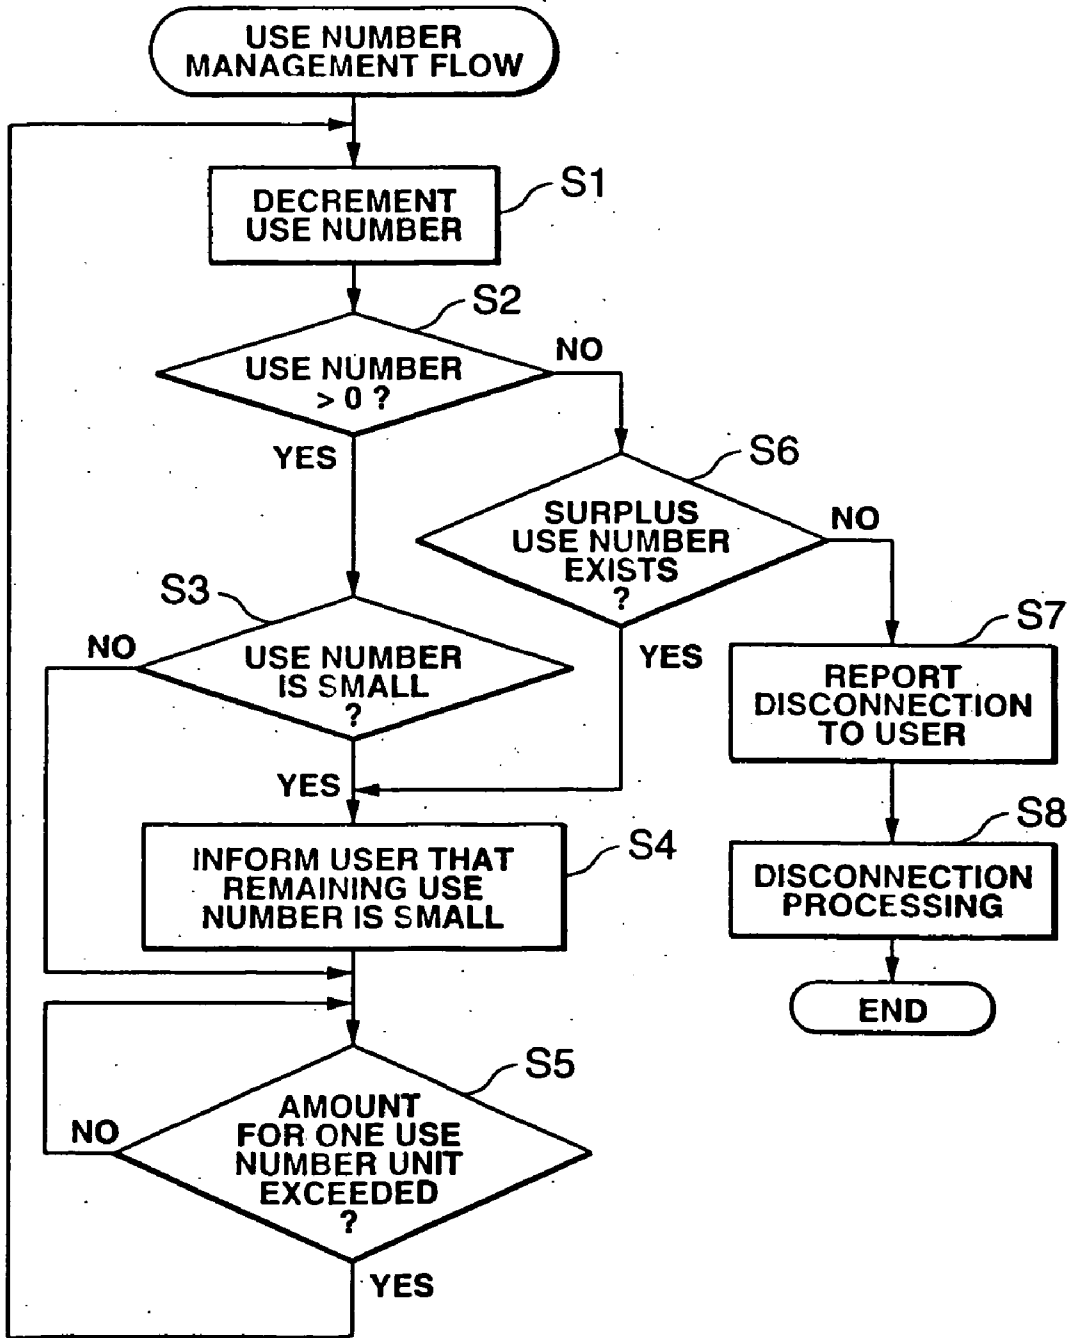 USE NUMBER
MANAGEMENT FLOW
S1
DECREMENT
USE NUMBER
S2
USE NUMBER
> 0 ?
NO
YES
S6
SURPLUS
USE NUMBER
EXISTS
?
NO
YES
S3
NO
USE NUMBER
IS SMALL
?
YES
S7
REPORT
DISCONNECTION
TO USER
S4
INFORM USER THAT
REMAINING USE
NUMBER IS SMALL
S8
DISCONNECTION
PROCESSING
END
S5
AMOUNT
FOR ONE USE
NUMBER UNIT
EXCEEDED
?
NO
YES